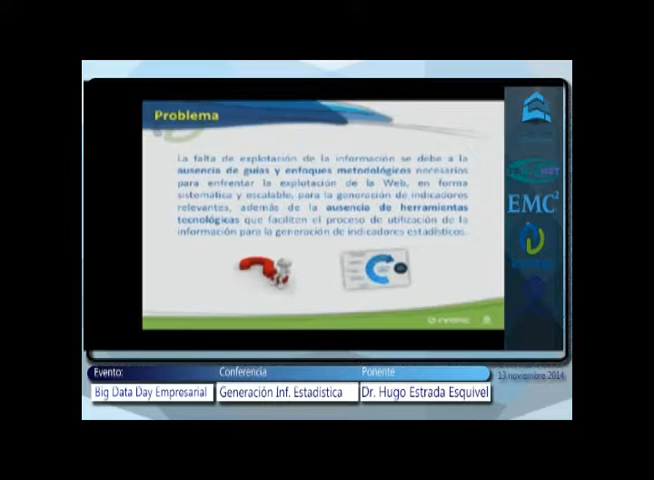 Problema
La falta de explotación de la información se debe a la
ausencia de guías y enfoques metodológicos necesarios
para enfrentar la explotación de la Web, en forma
sistemática y escalable, para la generación de indicadores
relevantes, además de la ausencia de herramientas
tecnológicas que faciliten el proceso de utilización de la
información para la generación de indicadores estadísticos.
EMC²
Evento:
Conferencia
Ponente
13 noviembre 2014
Big Data Day Empresarial
Generación Inf. Estadística
Dr. Hugo Estrada Esquivel